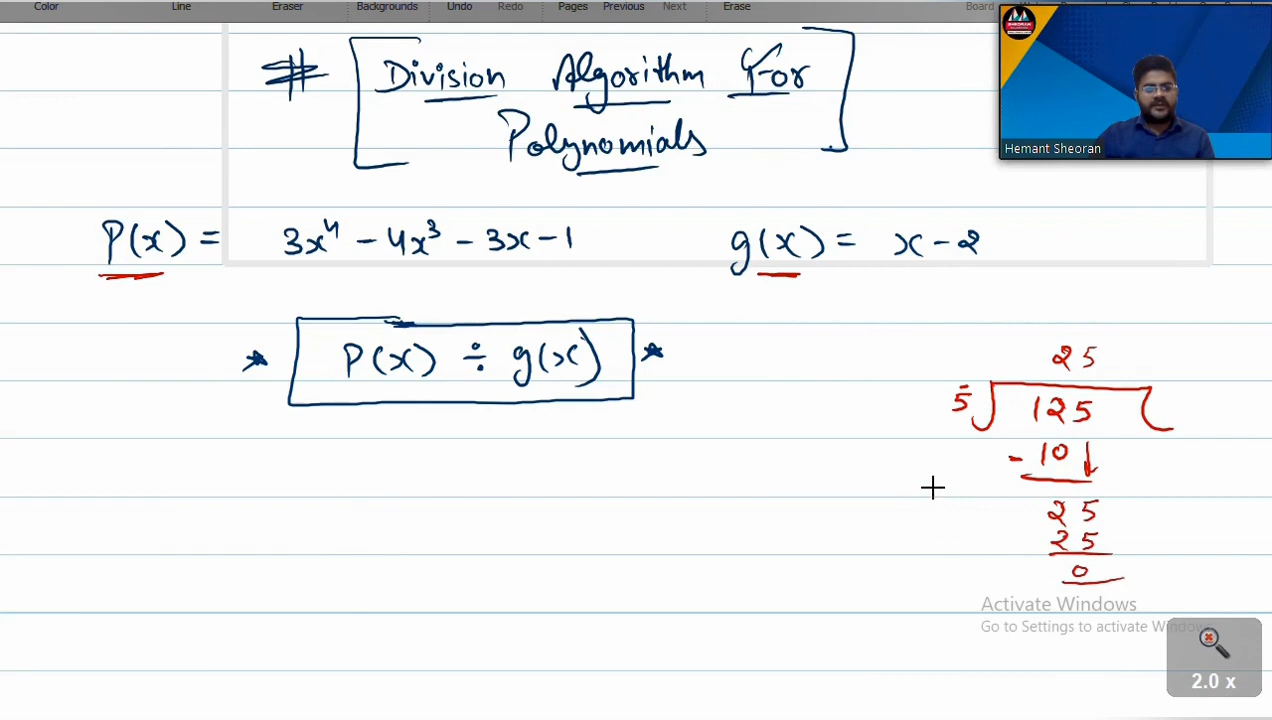 Color Line Eraser Backgrounds Undo Redo Pages Previous Next Erase Board
# Division Algorithm For
Polynomials
Hemant Sheoran
P(x) = 3x⁴ - 4x³ - 3x - 1 g(x) = x - 2
* P(x) ÷ g(x) *
25
5 125
- 10↓
25
25
0
Activate Windows
Go to Settings to activate Windows.
2.0 x